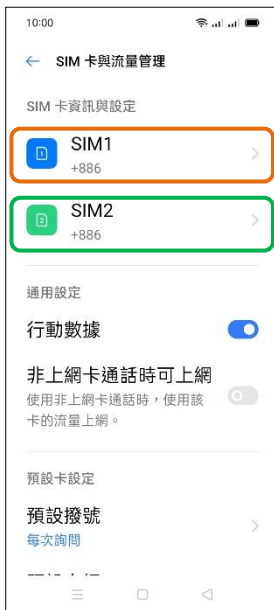 10:00
SIM 卡與流量管理
SIM 卡資訊與設定
1
SIM1
+886
2
SIM2
+886
通用設定
行動數據
非上網卡通話時可上網
使用非上網卡通話時，使用該
卡的流量上網。
預設卡設定
預設撥號
每次詢問